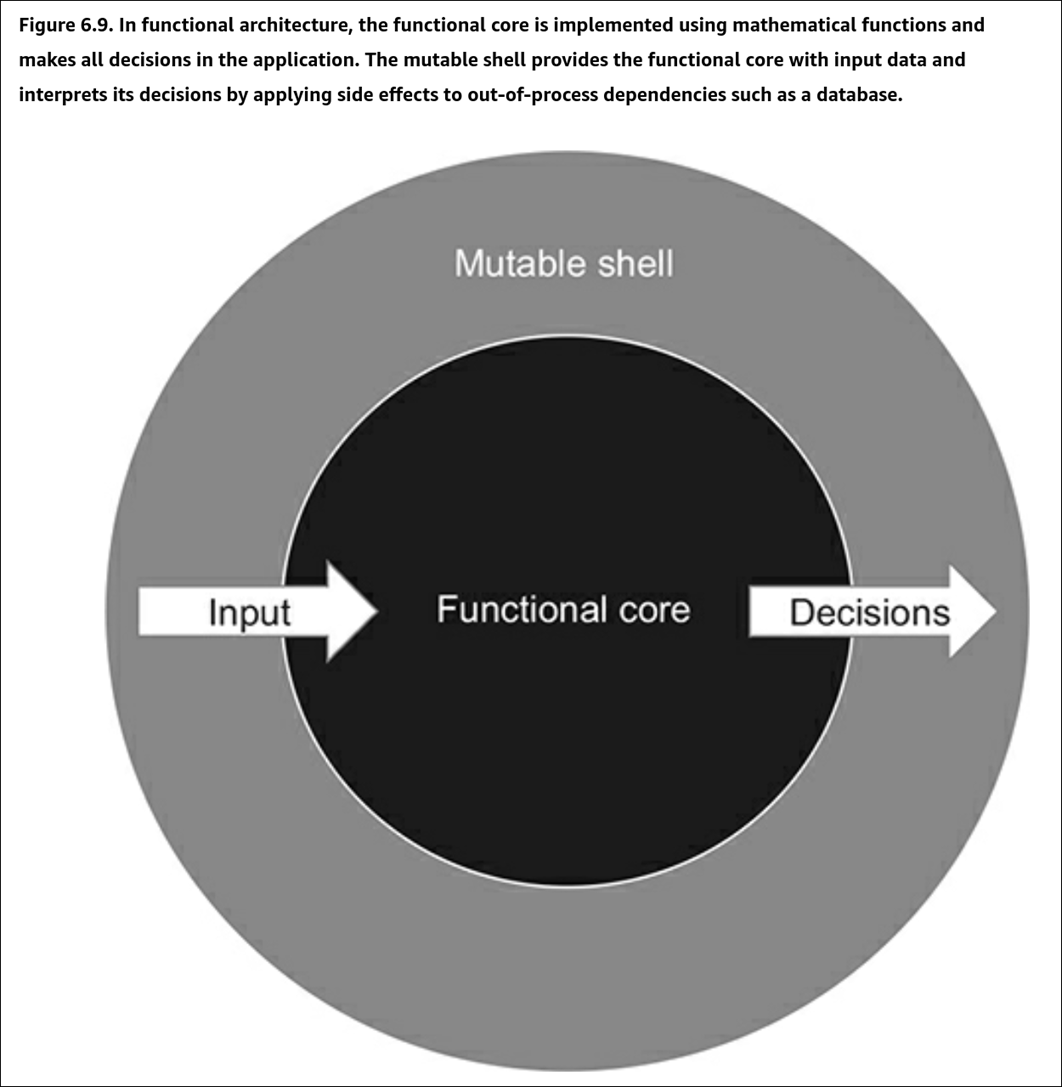 Figure 6.9. In functional architecture, the functional core is implemented using mathematical functions and
makes all decisions in the application. The mutable shell provides the functional core with input data and
interprets its decisions by applying side effects to out-of-process dependencies such as a database.
Mutable shell
Input
Functional core
Decisions